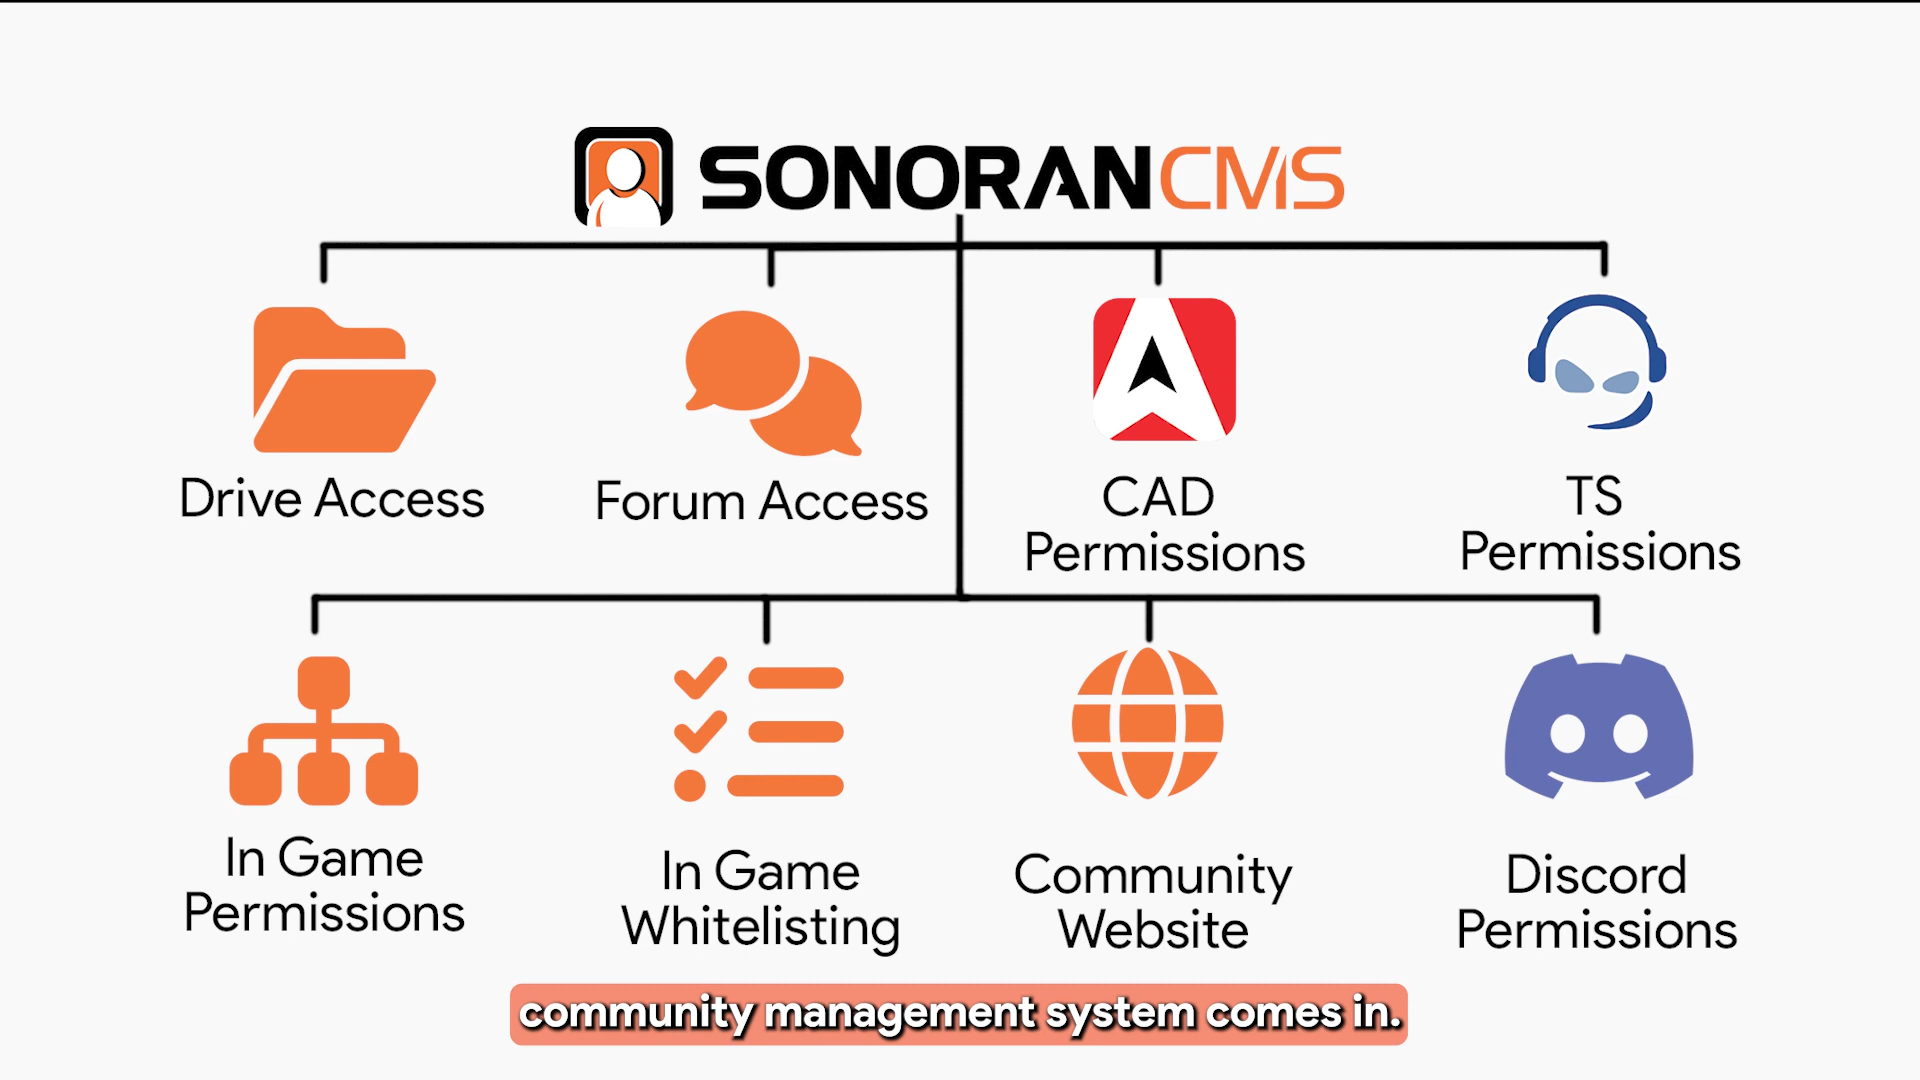 SONORANCMS
Drive Access
Forum Access
CAD
Permissions
TS
Permissions
In Game
Permissions
In Game
Whitelisting
Community
Website
Discord
Permissions
community management system comes in.